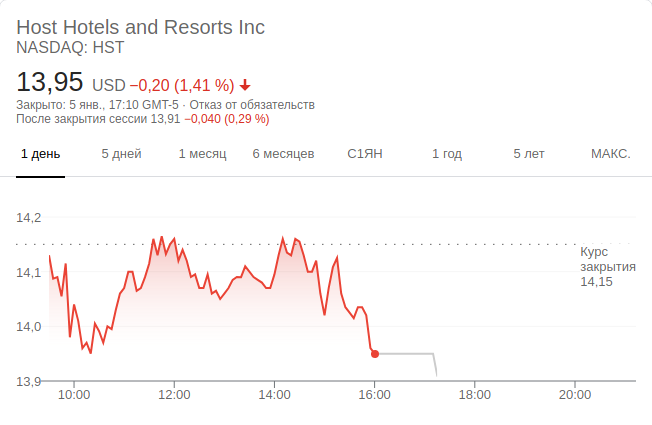 Host Hotels and Resorts Inc
NASDAQ: HST
13,95 USD −0,20 (1,41 %)
Закрыто: 5 янв., 17:10 GMT-5 · Отказ от обязательств
После закрытия сессии 13,91 −0,040 (0,29 %)
1 день 5 дней 1 месяц 6 месяцев С1ЯН 1 год 5 лет МАКС.
14,2
Курс
закрытия
14,15
14,1
14,0
13,9
10:00 12:00 14:00 16:00 18:00 20:00